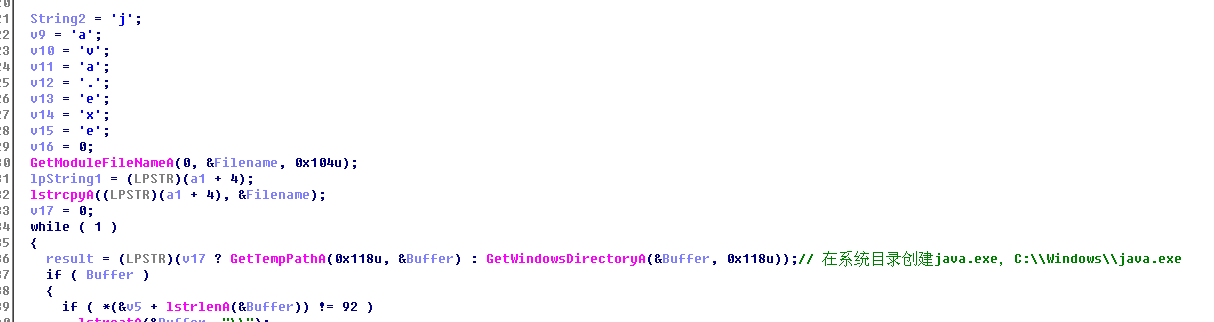 21 String2 = 'j';
22 v9 = 'a';
23 v10 = 'v';
24 v11 = 'a';
25 v12 = '.';
26 v13 = 'e';
27 v14 = 'x';
28 v15 = 'e';
29 v16 = 0;
30 GetModuleFileNameA(0, &Filename, 0x104u);
31 lpString1 = (LPSTR)(a1 + 4);
32 lstrcpyA((LPSTR)(a1 + 4), &Filename);
33 v17 = 0;
34 while ( 1 )
35 {
36 result = (LPSTR)(v17 ? GetTempPathA(0x118u, &Buffer) : GetWindowsDirectoryA(&Buffer, 0x118u));// 在系统目录创建java.exe, C:\\Windows\\java.exe
37 if ( Buffer )
38 {
39 if ( *(&v5 + lstrlenA(&Buffer)) != 92 )
lstrcatA(&Buffer, "\\");